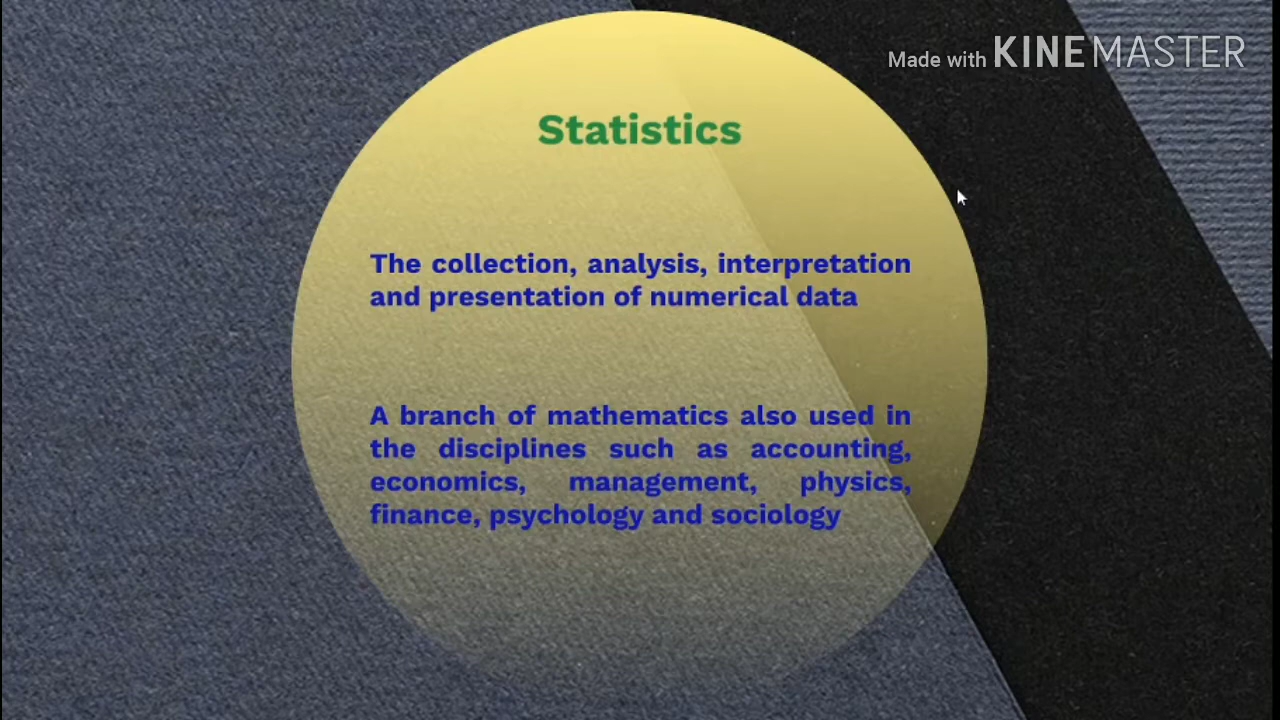 Made with KINEMASTER
Statistics
The collection, analysis, interpretation
and presentation of numerical data
A branch of mathematics also used in
the disciplines such as accounting,
economics, management, physics,
finance, psychology and sociology